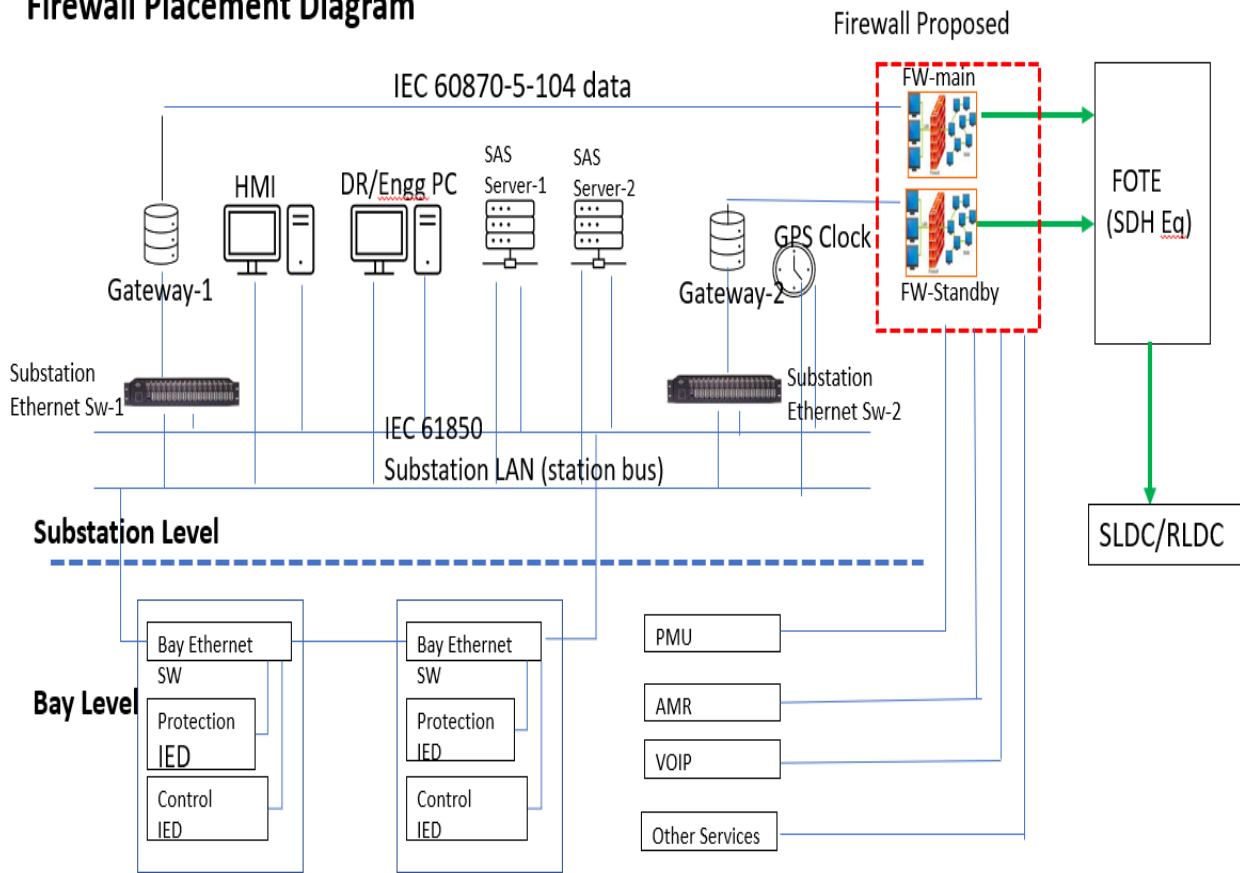 Firewall Placement Diagram
Firewall Proposed
IEC 60870-5-104 data
FW-main
SAS
Server-1
SAS
Server-2
HMI
DR/Engg PC
FOTE
(SDH Eq)
GPS Clock
Gateway-1
Gateway-2
FW-Standby
Substation
Ethernet Sw-1
Substation
Ethernet Sw-2
IEC 61850
Substation LAN (station bus)
Substation Level
SLDC/RLDC
Bay Ethernet
SW
Bay Ethernet
SW
PMU
Bay Level
Protection
IED
Protection
IED
AMR
VOIP
Control
IED
Control
IED
Other Services